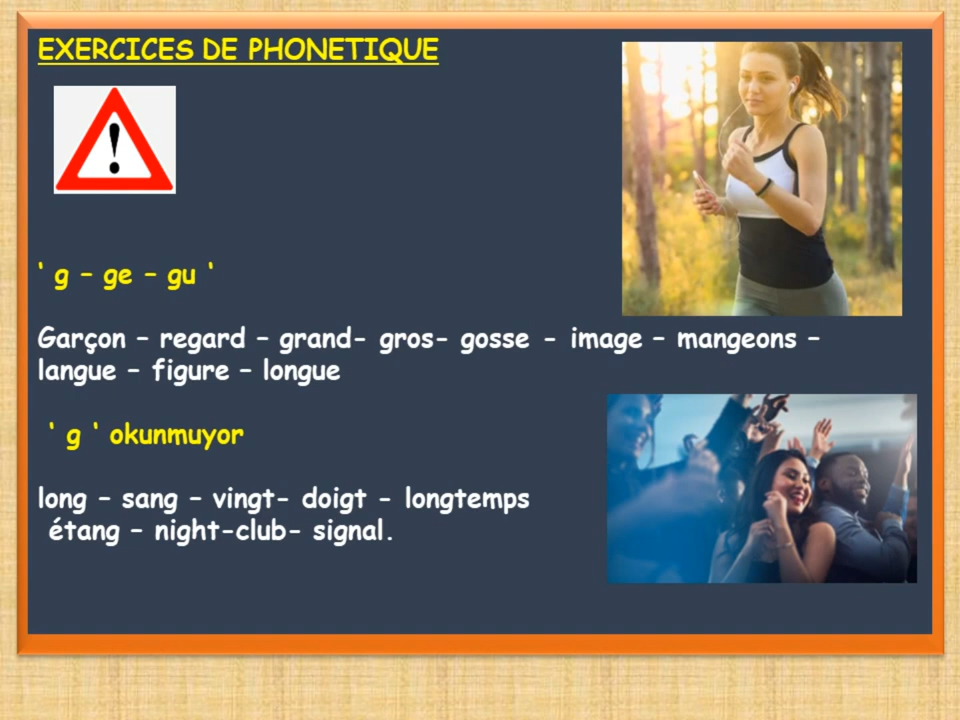 EXERCICES DE PHONETIQUE
!
‘ g – ge – gu ‘
Garçon – regard – grand- gros- gosse - image – mangeons –
langue – figure – longue
‘ g ‘ okunmuyor
long – sang – vingt- doigt - longtemps
étang – night-club- signal.